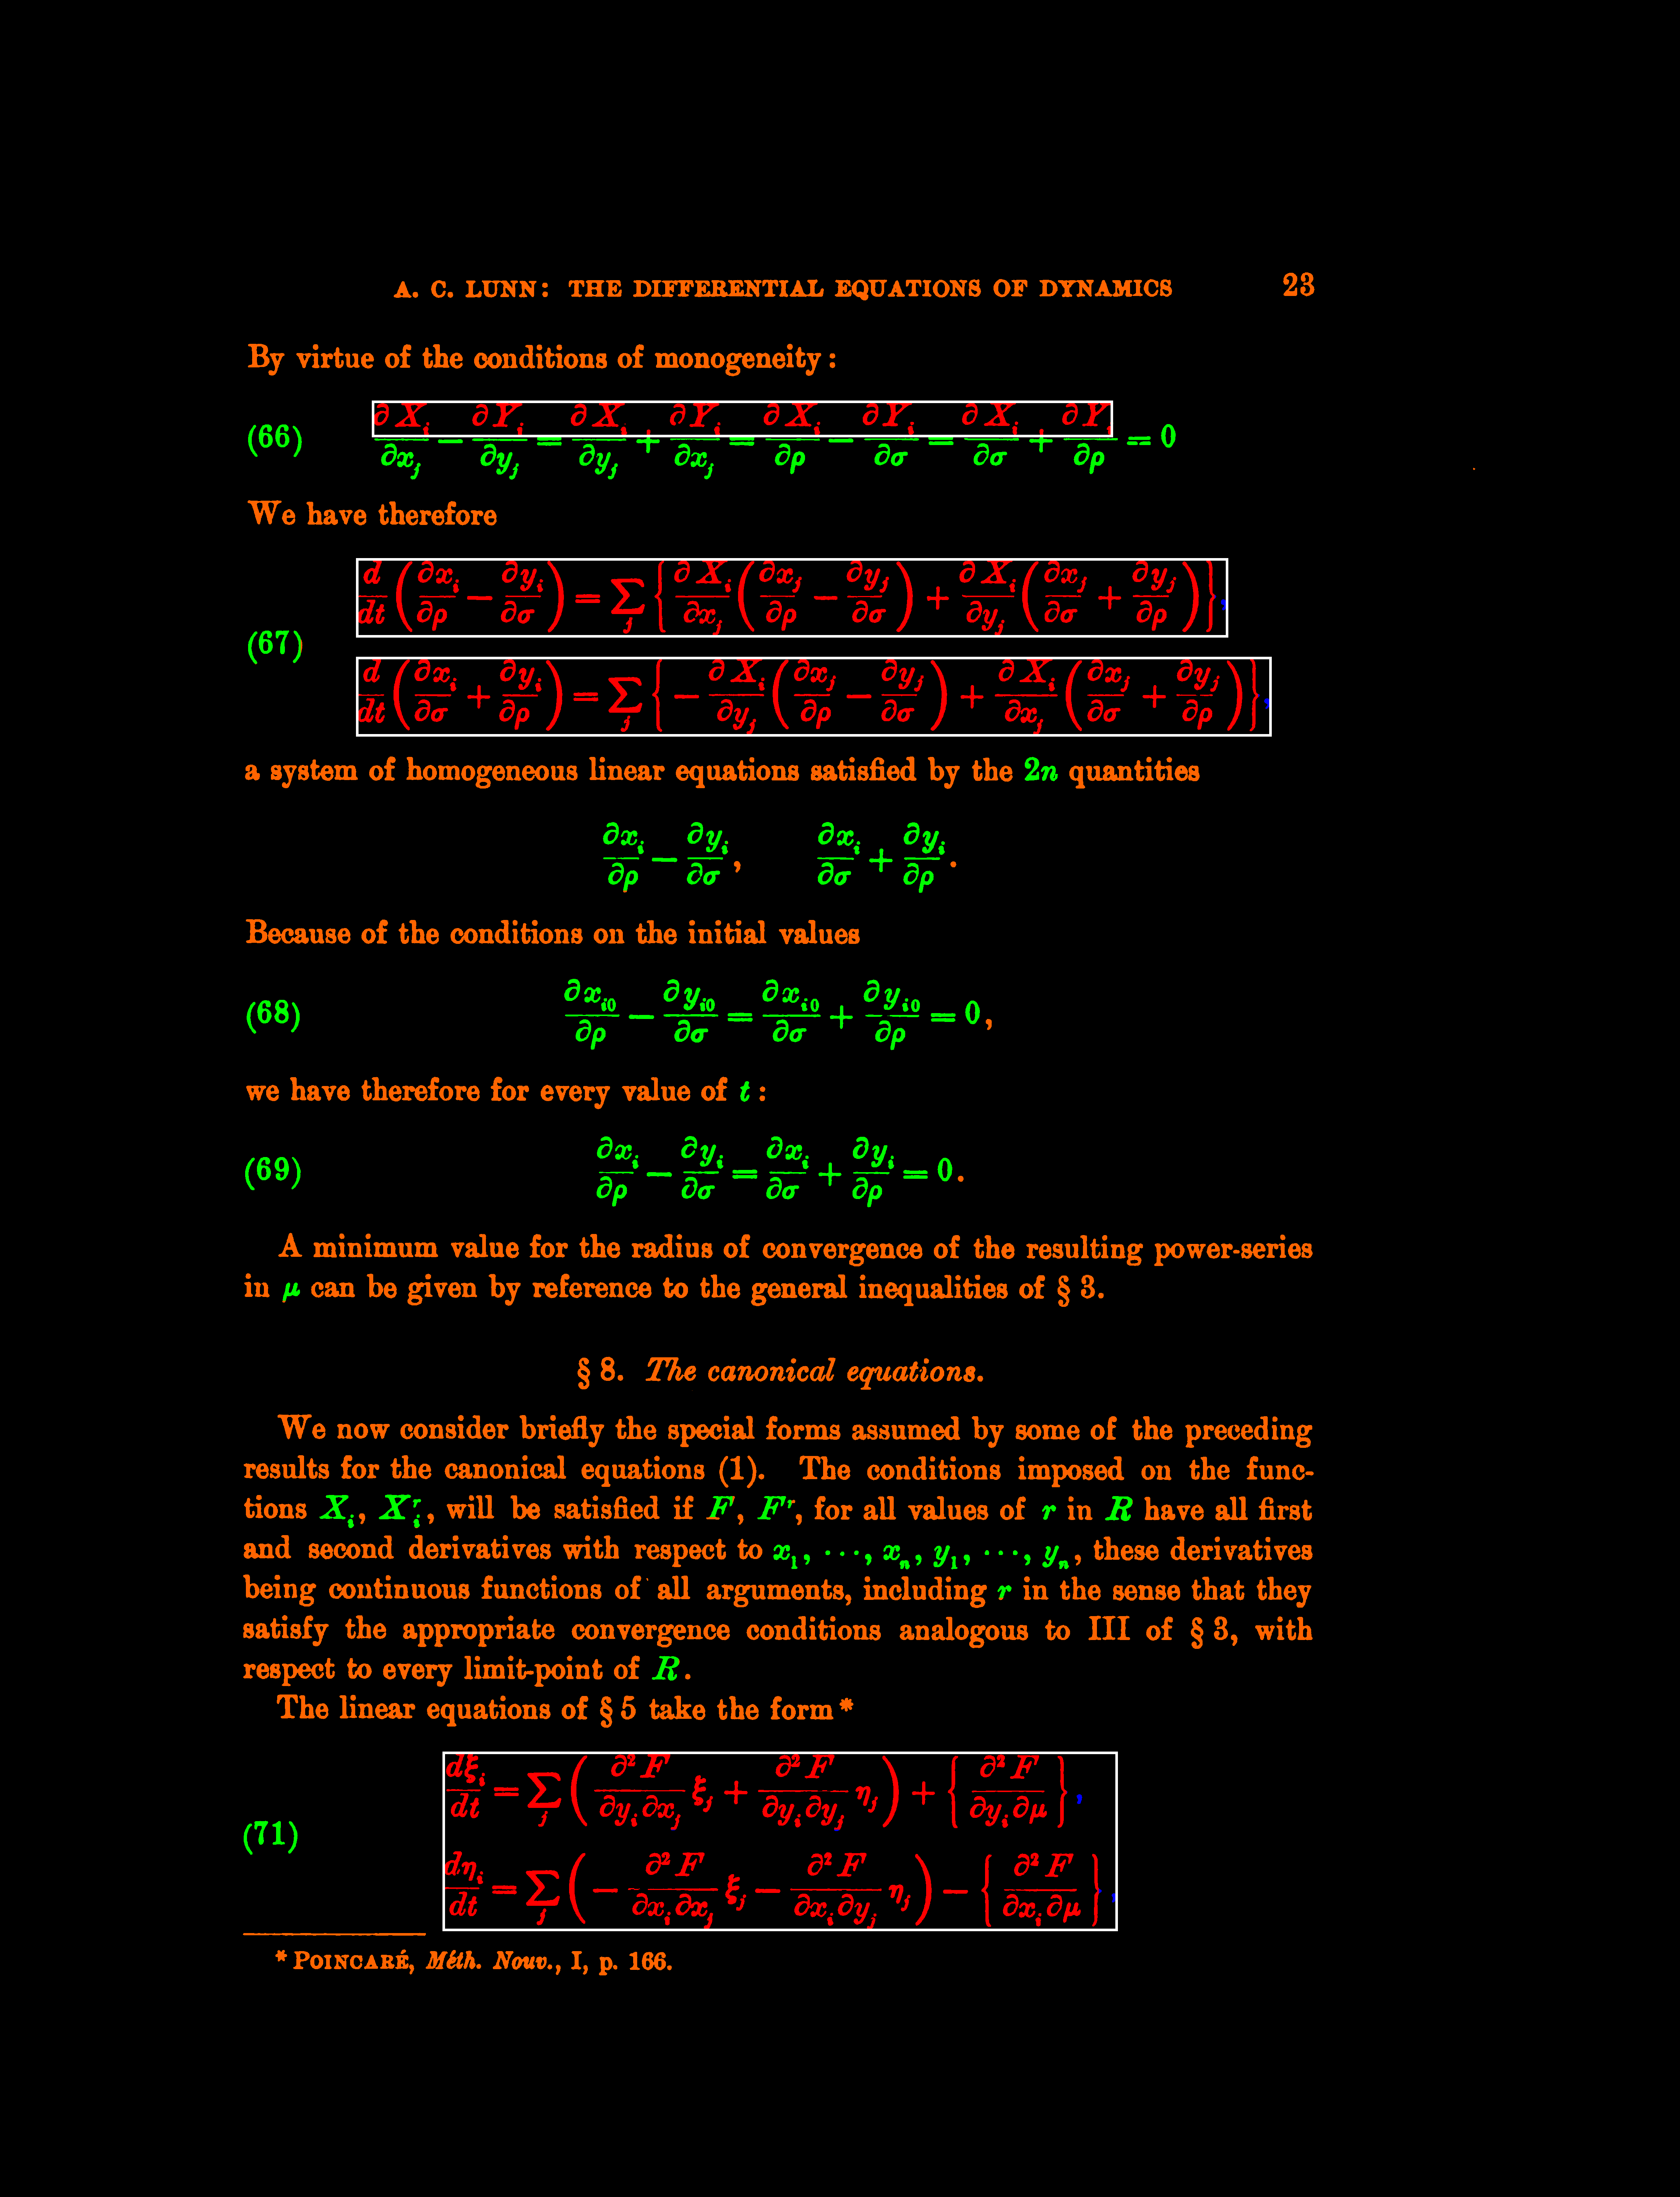 A. C. LUNN: THE DIFFERENTIAL EQUATIONS OF DYNAMICS 23
By virtue of the conditions of monogeneity:
(66) ∂X_i/∂x_j − ∂Y_i/∂y_j = ∂X_i/∂y_j + ∂Y_i/∂x_j = ∂X_i/∂ρ − ∂Y_i/∂σ = ∂X_i/∂σ + ∂Y_i/∂ρ = 0
We have therefore
d/dt (∂x_i/∂ρ − ∂y_i/∂σ) = Σ_j { ∂X_i/∂x_j (∂x_j/∂ρ − ∂y_j/∂σ) + ∂X_i/∂y_j (∂x_j/∂σ + ∂y_j/∂ρ) },
(67)
d/dt (∂x_i/∂σ + ∂y_i/∂ρ) = Σ_j { − ∂X_i/∂y_j (∂x_j/∂ρ − ∂y_j/∂σ) + ∂X_i/∂x_j (∂x_j/∂σ + ∂y_j/∂ρ) },
a system of homogeneous linear equations satisfied by the 2n quantities
∂x_i/∂ρ − ∂y_i/∂σ, ∂x_i/∂σ + ∂y_i/∂ρ.
Because of the conditions on the initial values
(68) ∂x_{i0}/∂ρ − ∂y_{i0}/∂σ = ∂x_{i0}/∂σ + ∂y_{i0}/∂ρ = 0,
we have therefore for every value of t:
(69) ∂x_i/∂ρ − ∂y_i/∂σ = ∂x_i/∂σ + ∂y_i/∂ρ = 0.
A minimum value for the radius of convergence of the resulting power-series
in μ can be given by reference to the general inequalities of § 3.
§ 8. The canonical equations.
We now consider briefly the special forms assumed by some of the preceding
results for the canonical equations (1). The conditions imposed on the func-
tions X_i, X_i^r, will be satisfied if F, F^r, for all values of r in R have all first
and second derivatives with respect to x_1, ···, x_n, y_1, ···, y_n, these derivatives
being continuous functions of all arguments, including r in the sense that they
satisfy the appropriate convergence conditions analogous to III of § 3, with
respect to every limit-point of R.
The linear equations of § 5 take the form*
dξ_i/dt = Σ_j ( ∂²F/∂y_i∂x_j ξ_j + ∂²F/∂y_i∂y_j η_j ) + { ∂²F/∂y_i∂μ },
(71)
dη_i/dt = Σ_j ( − ∂²F/∂x_i∂x_j ξ_j − ∂²F/∂x_i∂y_j η_j ) − { ∂²F/∂x_i∂μ },
* POINCARÉ, Méth. Nouv., I, p. 166.